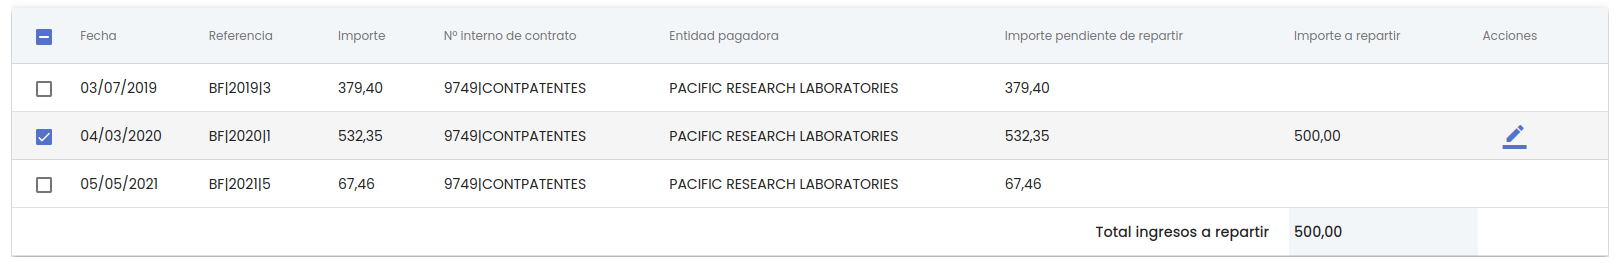 Fecha Referencia Importe Nº interno de contrato Entidad pagadora Importe pendiente de repartir Importe a repartir Acciones
03/07/2019 BF|2019|3 379,40 9749|CONTPATENTES PACIFIC RESEARCH LABORATORIES 379,40
04/03/2020 BF|2020|1 532,35 9749|CONTPATENTES PACIFIC RESEARCH LABORATORIES 532,35 500,00
05/05/2021 BF|2021|5 67,46 9749|CONTPATENTES PACIFIC RESEARCH LABORATORIES 67,46
Total ingresos a repartir 500,00